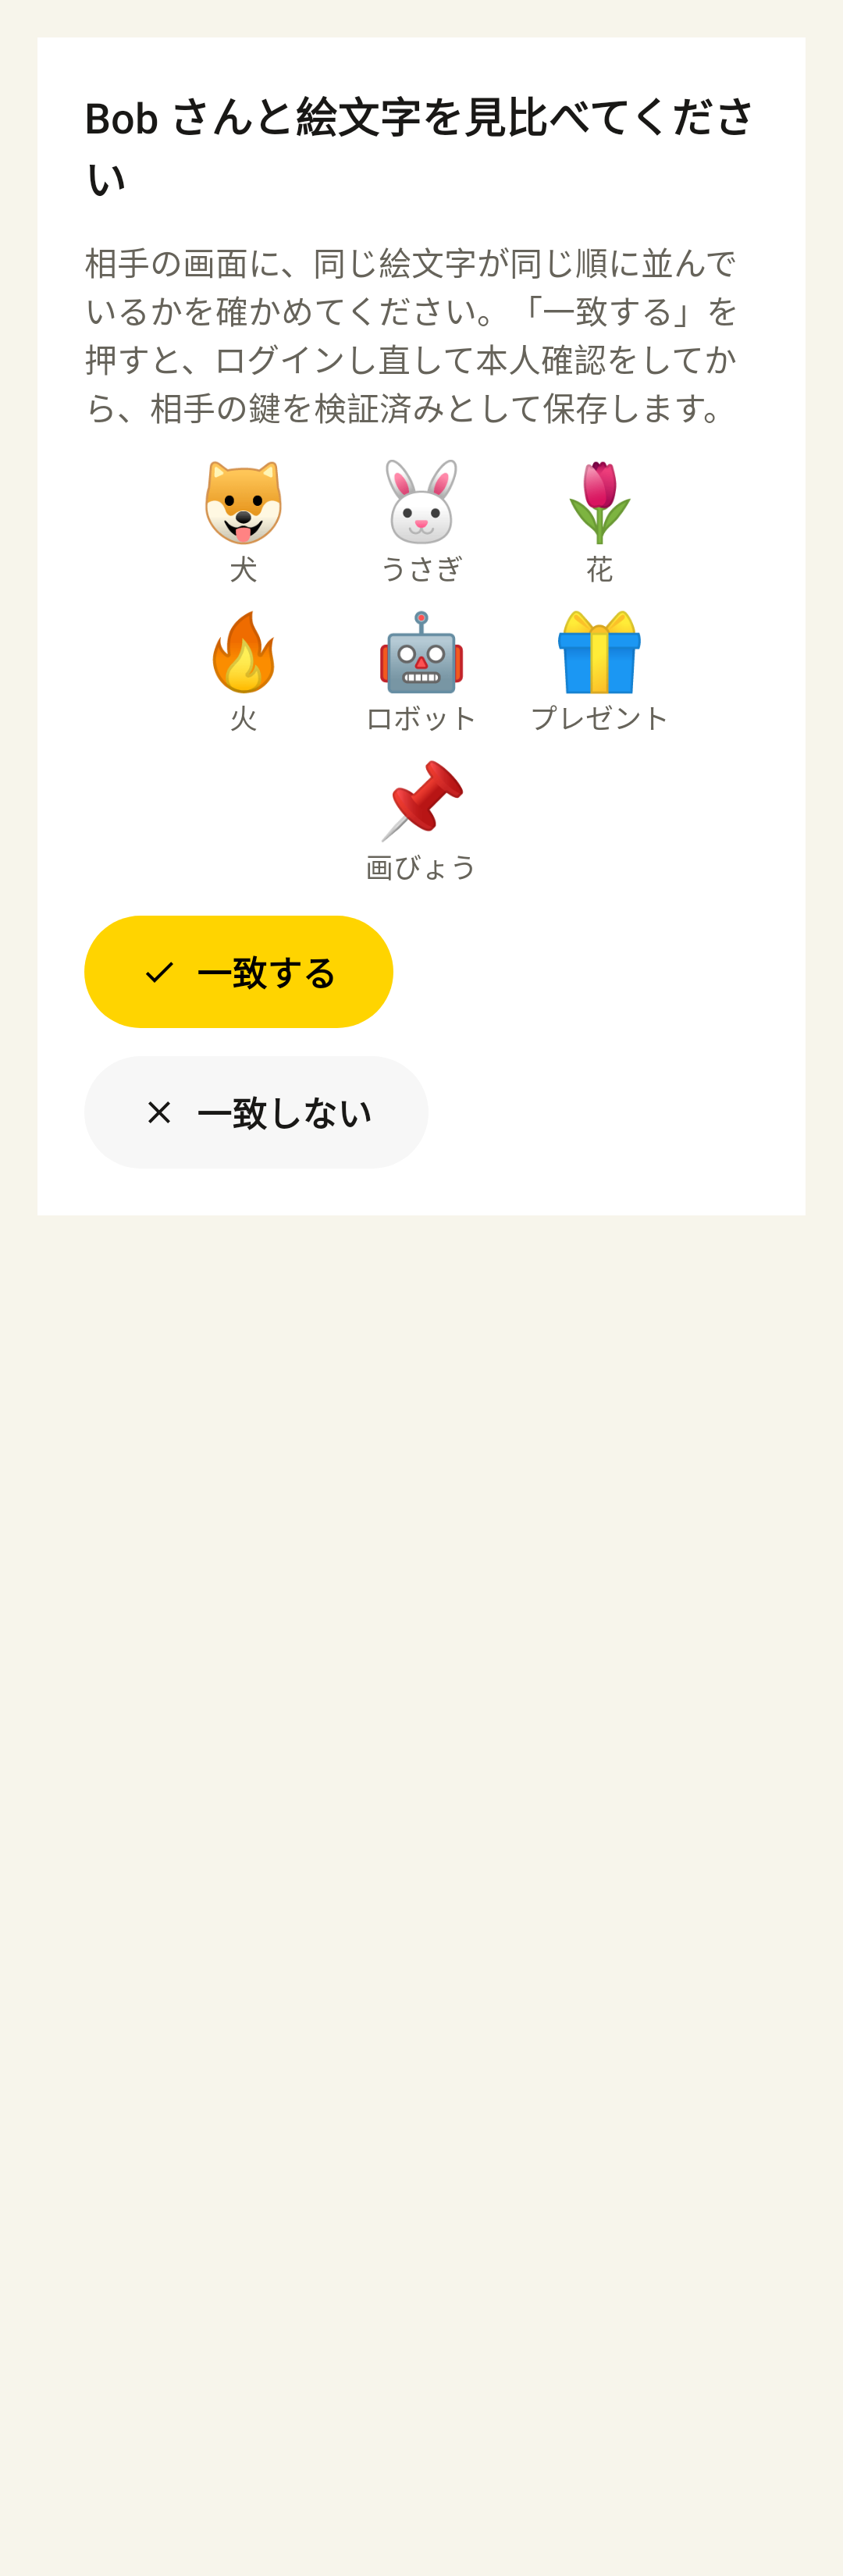 Bob さんと絵文字を見比べてくださ
い
相手の画面に、同じ絵文字が同じ順に並んで
いるかを確かめてください。「一致する」を
押すと、ログインし直して本人確認をしてか
ら、相手の鍵を検証済みとして保存します。
犬 うさぎ 花
火 ロボット プレゼント
画びょう
一致する
一致しない